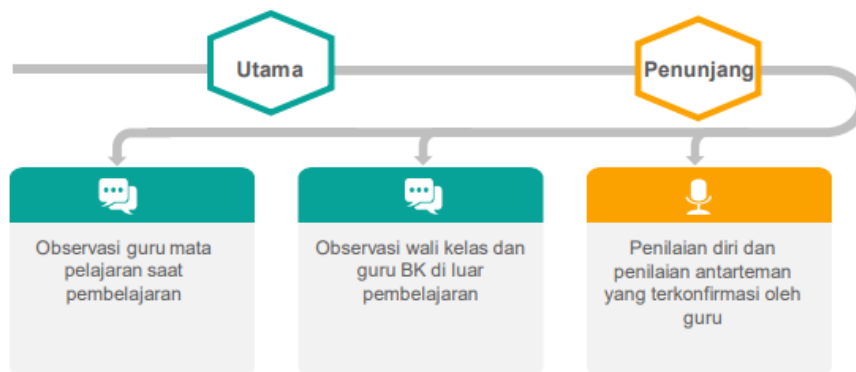 Utama
Penunjang
Observasi guru mata
pelajaran saat
pembelajaran
Observasi wali kelas dan
guru BK di luar
pembelajaran
Penilaian diri dan
penilaian antarteman
yang terkonfirmasi oleh
guru